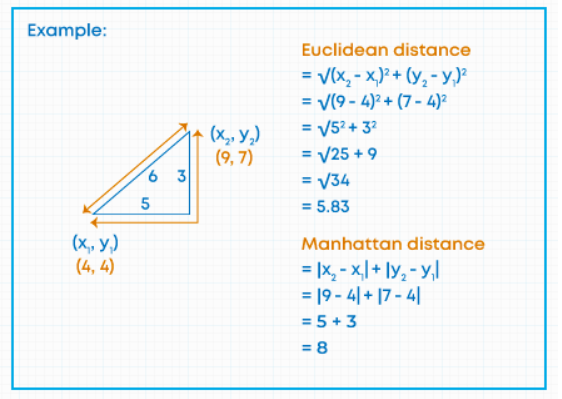 Example:
(x₂, y₂)
(9, 7)
6
3
5
(x₁, y₁)
(4, 4)
Euclidean distance
= √(x₂ - x₁)² + (y₂ - y₁)²
= √(9 - 4)² + (7 - 4)²
= √5² + 3²
= √25 + 9
= √34
= 5.83
Manhattan distance
= |x₂ - x₁| + |y₂ - y₁|
= |9 - 4| + |7 - 4|
= 5 + 3
= 8